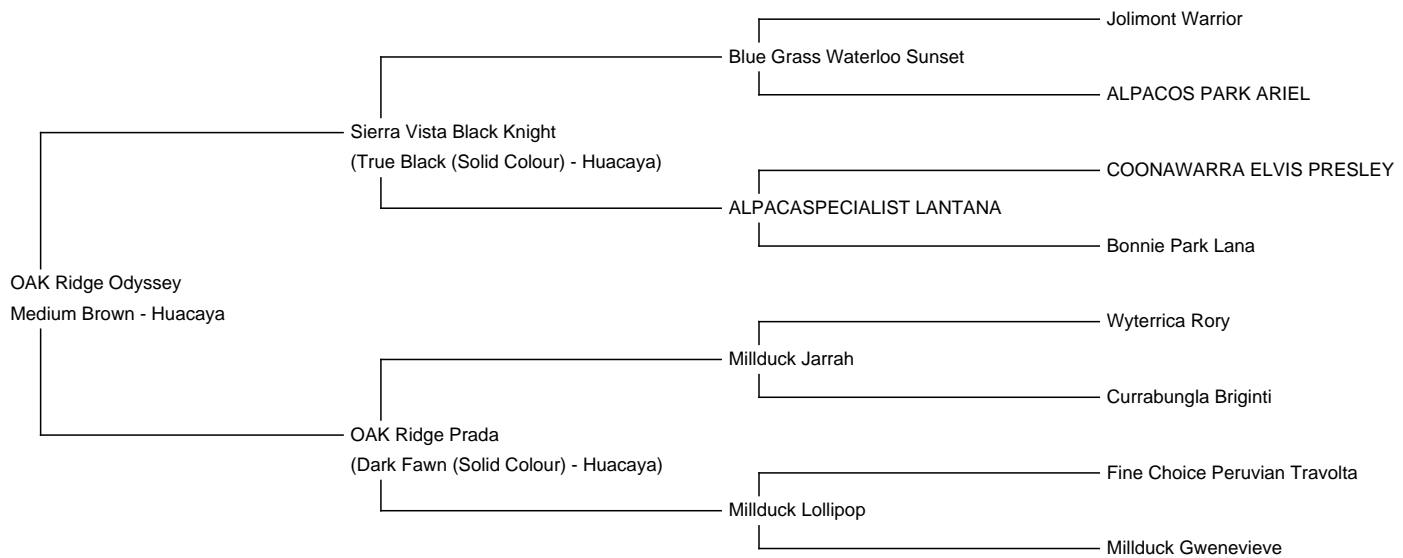 Jolimont Warrior
Blue Grass Waterloo Sunset
ALPACOS PARK ARIEL
Sierra Vista Black Knight
(True Black (Solid Colour) - Huacaya)
COONAWARRA ELVIS PRESLEY
ALPACASPECIALIST LANTANA
Bonnie Park Lana
OAK Ridge Odyssey
Medium Brown - Huacaya
Wyterrica Rory
Millduck Jarrah
Currabungla Briginti
OAK Ridge Prada
(Dark Fawn (Solid Colour) - Huacaya)
Fine Choice Peruvian Travolta
Millduck Lollipop
Millduck Gwenevieve